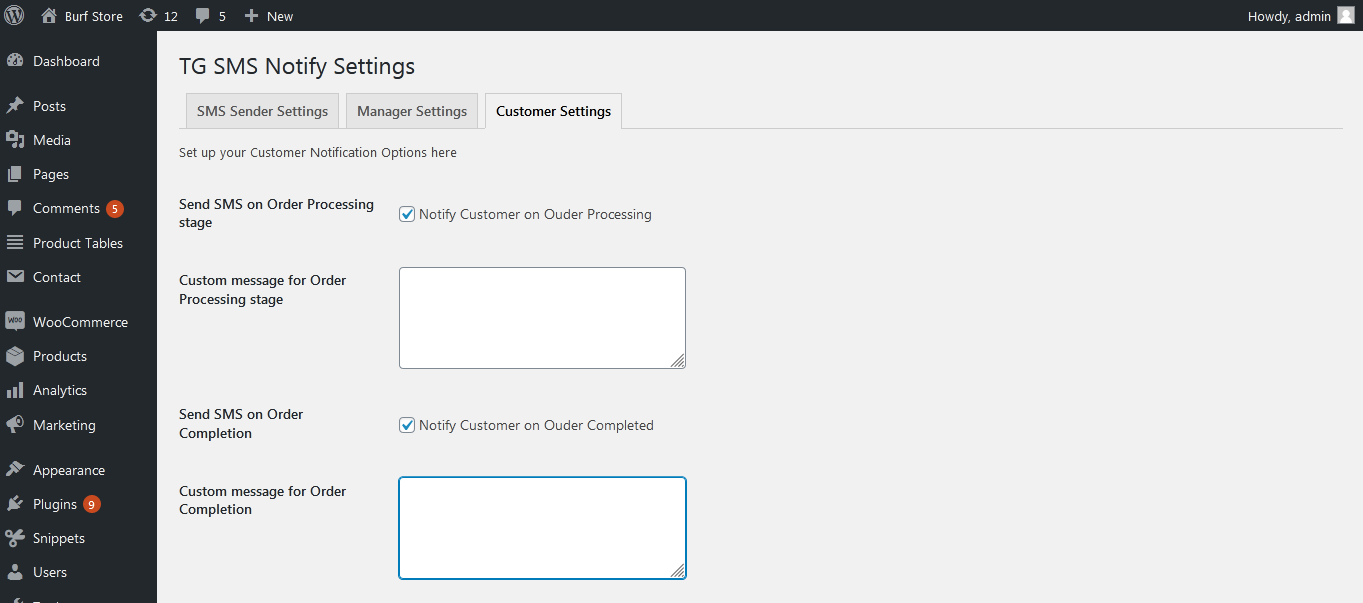 Burf Store 12 5 New Howdy, admin
Dashboard
Posts
Media
Pages
Comments 5
Product Tables
Contact
WooCommerce
Products
Analytics
Marketing
Appearance
Plugins 9
Snippets
Users
TG SMS Notify Settings
SMS Sender Settings Manager Settings Customer Settings
Set up your Customer Notification Options here
Send SMS on Order Processing
stage
Notify Customer on Ouder Processing
Custom message for Order
Processing stage
Send SMS on Order
Completion
Notify Customer on Ouder Completed
Custom message for Order
Completion